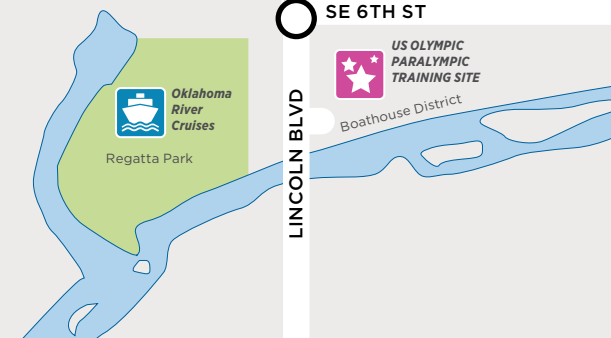 SE 6TH ST
US OLYMPIC
PARALYMPIC
TRAINING SITE
Oklahoma
River
Cruises
LINCOLN BLVD
Boathouse District
Regatta Park